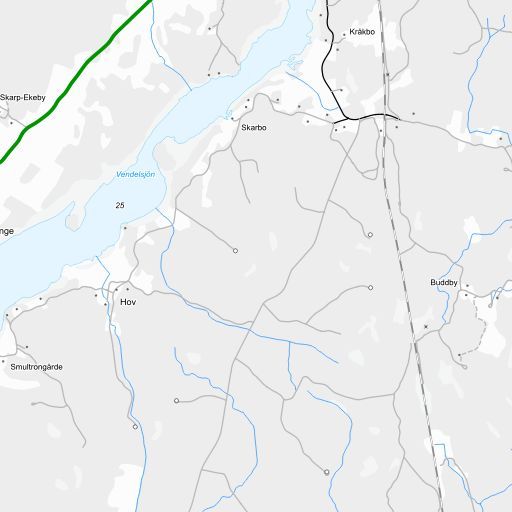 Kråkbo
Skarp-Ekeby
Skarbo
Vendelsjön
25
nge
Buddby
Hov
Smultrongärde